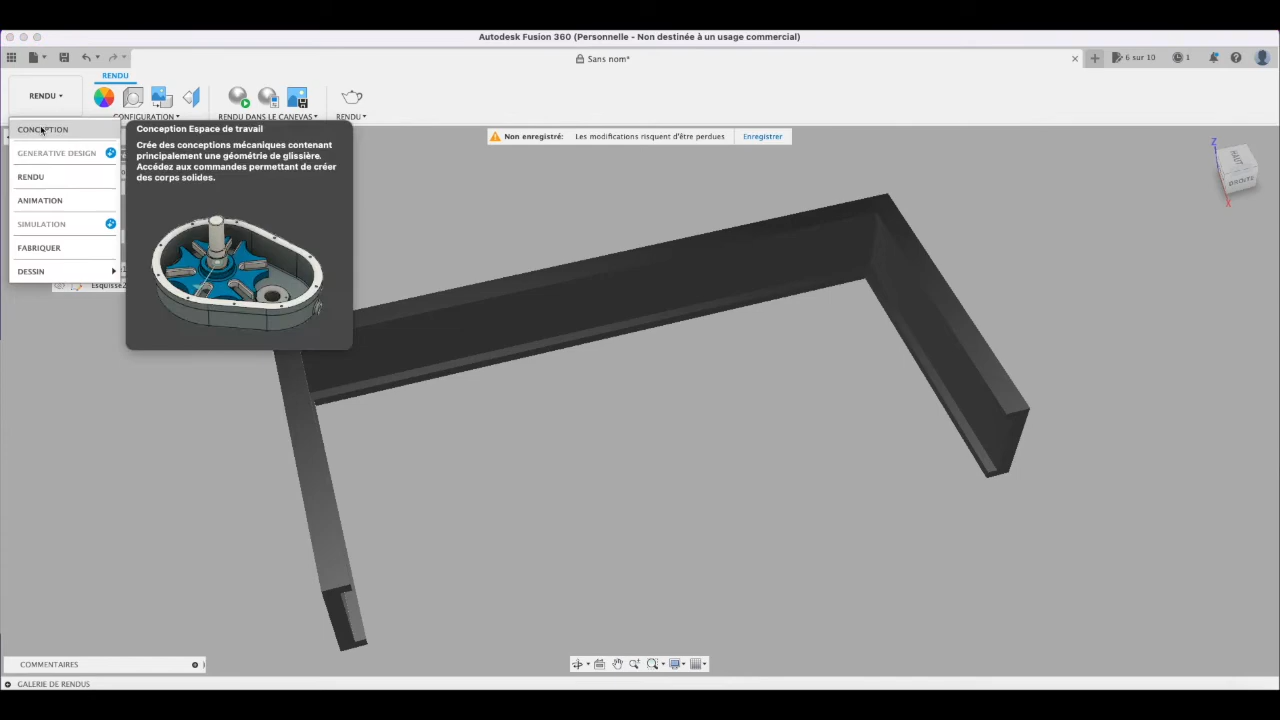 Autodesk Fusion 360 (Personnelle - Non destinée à un usage commercial)
Sans nom*
6 sur 10
1
RENDU
RENDU
CONFIGURATION
RENDU DANS LE CANEVAS
RENDU
CONCEPTION
GENERATIVE DESIGN
RENDU
ANIMATION
SIMULATION
FABRIQUER
DESSIN
Conception Espace de travail
Crée des conceptions mécaniques contenant
principalement une géométrie de glissière.
Accédez aux commandes permettant de créer
des corps solides.
Non enregistré: Les modifications risquent d'être perdues Enregistrer
Z
HAUT
DROITE
X
Esquisse2
COMMENTAIRES
GALERIE DE RENDUS